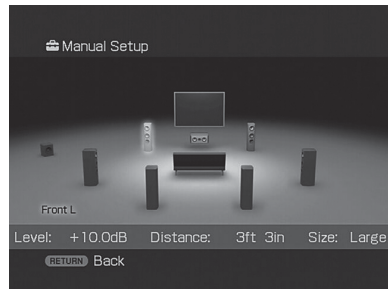 Manual Setup
Front L
Level: +10.0dB Distance: 3ft 3in Size: Large
RETURN Back